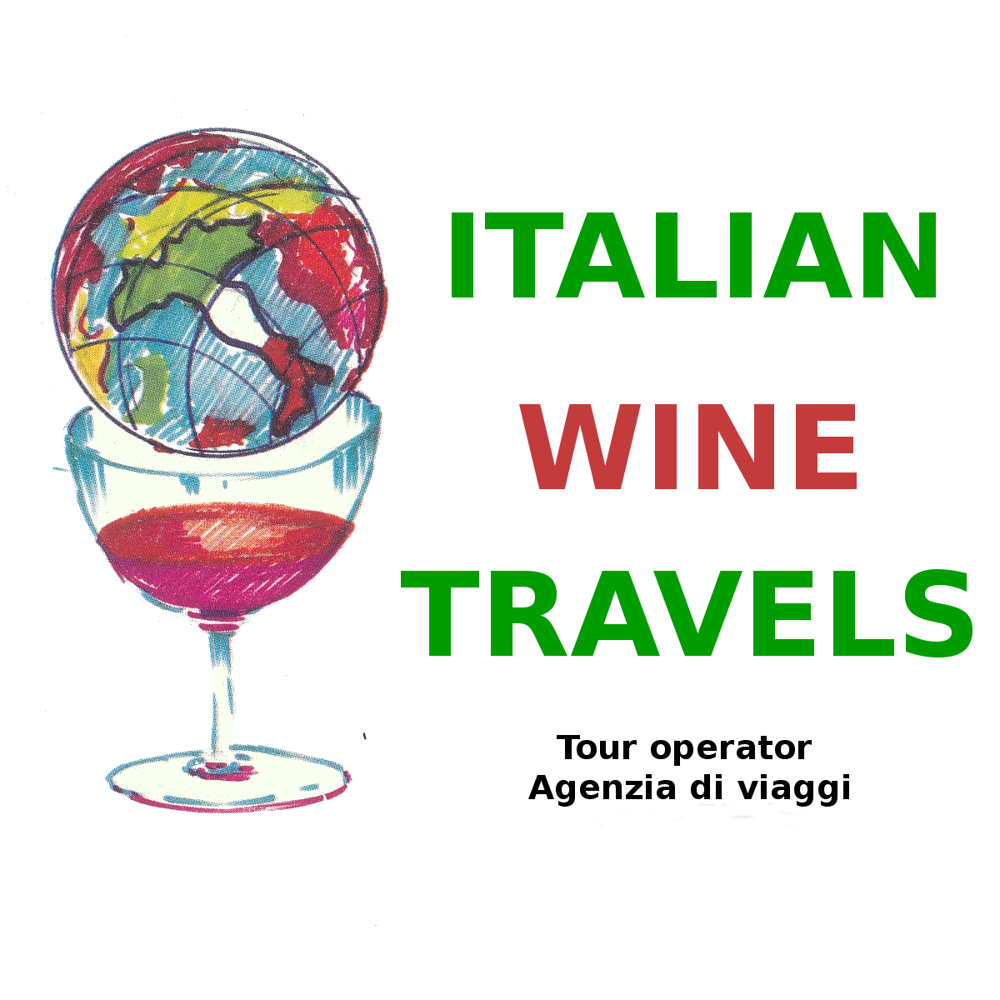 ITALIAN
WINE
TRAVELS
Tour operator
Agenzia di viaggi